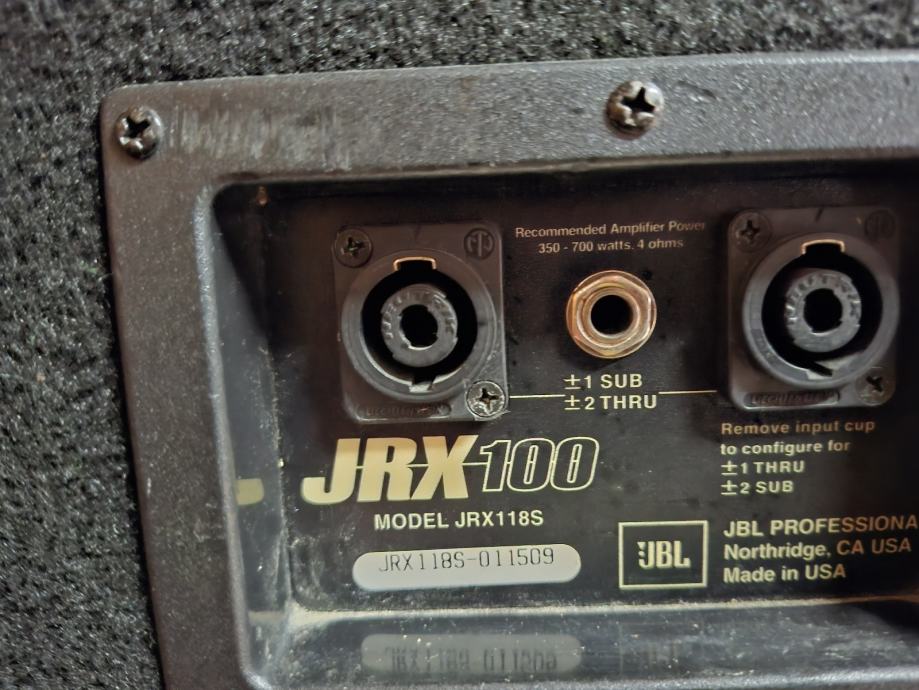 Recommended Amplifier Power
350 - 700 watts. 4 ohms
±1 SUB
±2 THRU
Remove input cup
to configure for
±1 THRU
±2 SUB
JRX100
MODEL JRX118S
JRX118S-011509
JBL
JBL PROFESSIONA
Northridge, CA USA
Made in USA